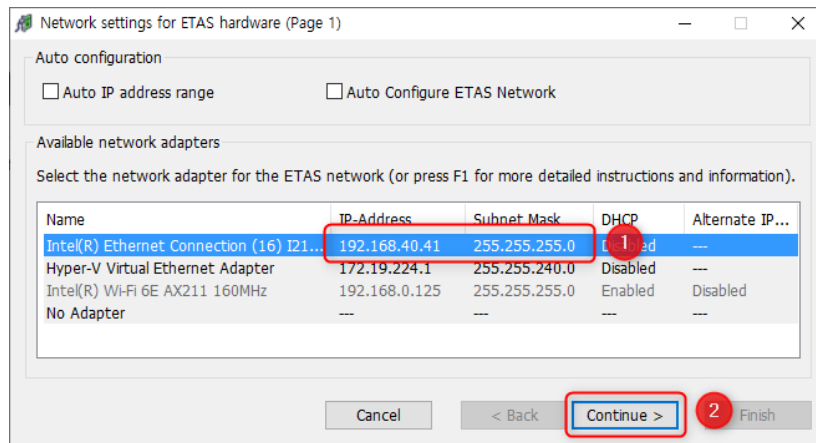 Network settings for ETAS hardware (Page 1)
Auto configuration
Auto IP address range Auto Configure ETAS Network
Available network adapters
Select the network adapter for the ETAS network (or press F1 for more detailed instructions and information).
Name IP-Address Subnet Mask DHCP Alternate IP...
Intel(R) Ethernet Connection (16) I21... 192.168.40.41 255.255.255.0 1 ---
Hyper-V Virtual Ethernet Adapter 172.19.224.1 255.255.240.0 Disabled ---
Intel(R) Wi-Fi 6E AX211 160MHz 192.168.0.125 255.255.255.0 Enabled Disabled
No Adapter --- --- --- ---
Cancel < Back Continue > 2 Finish